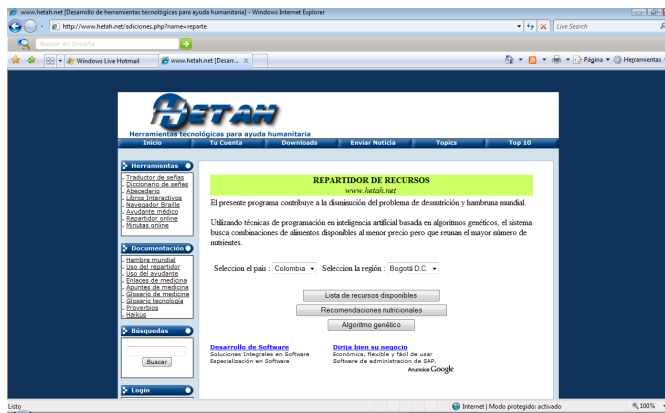 www.hetah.net [Desarrollo de herramientas tecnológicas para ayuda humanitaria] - Windows Internet Explorer
http://www.hetah.net/adiciones.php?name=reparte
Live Search
Buscar en Encarta
Windows Live Hotmail
www.hetah.net [Desarr...
Página
Herramientas
HETAH
Herramientas tecnológicas para ayuda humanitaria
Inicio Tu Cuenta Downloads Enviar Noticia Topics Top 10
Herramientas
Traductor de señas
Diccionario de señas
Abecedario
Libros Interactivos
Navegador Braille
Ayudante médico
Repartidor online
Minutas online
Documentación
Hambre mundial
Uso del repartidor
Uso del ayudante
Enlaces de medicina
Apuntes de medicina
Glosario de medicina
Glosario tecnología
Proverbios
Haikus
Búsquedas
Buscar
Login
REPARTIDOR DE RECURSOS
www.hetah.net
El presente programa contribuye a la disminución del problema de desnutrición y hambruna mundial.
Utilizando técnicas de programación en inteligencia artificial basada en algoritmos genéticos, el sistema
busca combinaciones de alimentos disponibles al menor precio pero que reunan el mayor número de
nutrientes.
Seleccion el pais : Colombia Seleccion la región : Bogotá D.C.
Lista de recursos disponibles
Recomendaciones nutricionales
Algoritmo genético
Desarrollo de Software
Soluciones Integrales en Software
Especialización en Software
Dirija bien su negocio
Económica, flexible y fácil de usar
Software de administracion de SAP.
Anuncios Google
Listo
Internet | Modo protegido: activado
100%